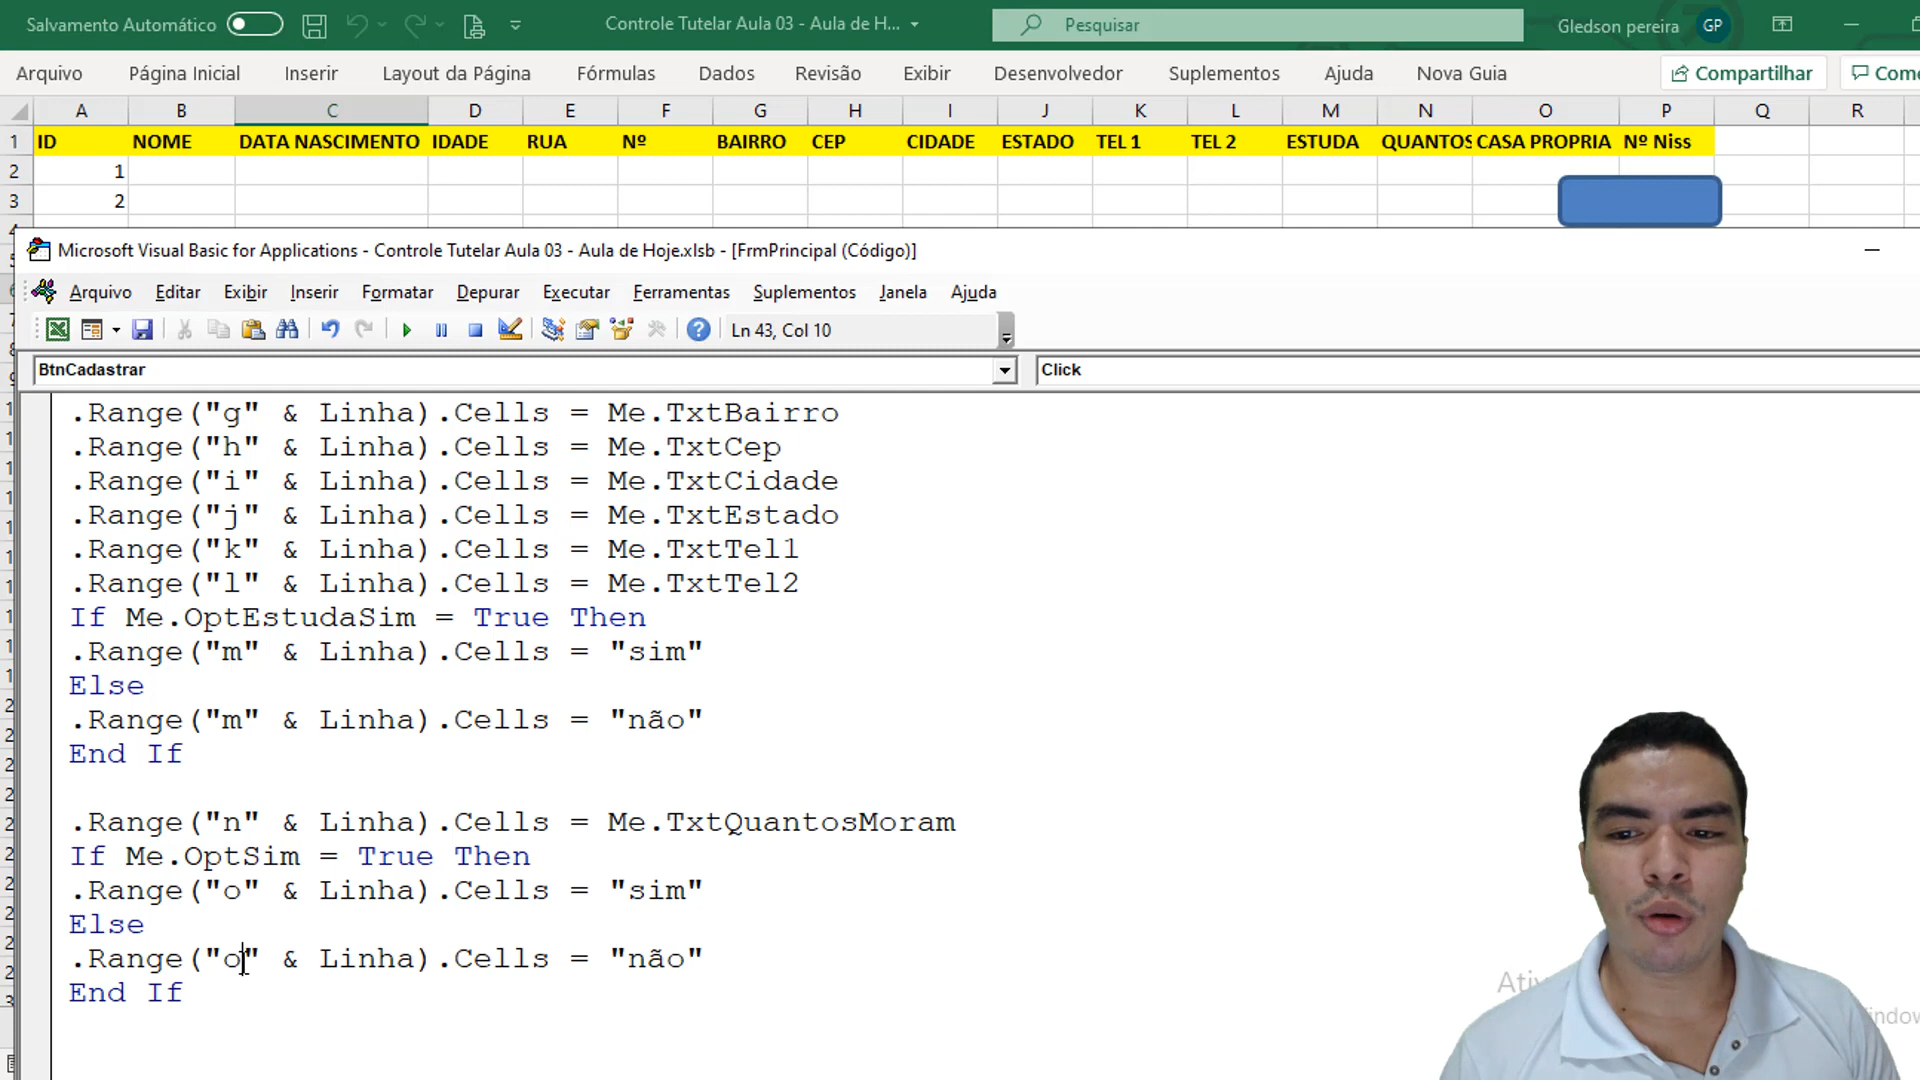 Salvamento Automático
Controle Tutelar Aula 03 - Aula de H...
Pesquisar
Gledson pereira
GP
Arquivo Página Inicial Inserir Layout da Página Fórmulas Dados Revisão Exibir Desenvolvedor Suplementos Ajuda Nova Guia Compartilhar Come
A B C D E F G H I J K L M N O P Q R
1 ID NOME DATA NASCIMENTO IDADE RUA Nº BAIRRO CEP CIDADE ESTADO TEL 1 TEL 2 ESTUDA QUANTOS CASA PROPRIA Nº Niss
2 1
3 2
Microsoft Visual Basic for Applications - Controle Tutelar Aula 03 - Aula de Hoje.xlsb - [FrmPrincipal (Código)]
Arquivo Editar Exibir Inserir Formatar Depurar Executar Ferramentas Suplementos Janela Ajuda
Ln 43, Col 10
BtnCadastrar
Click
.Range("g" & Linha).Cells = Me.TxtBairro
.Range("h" & Linha).Cells = Me.TxtCep
.Range("i" & Linha).Cells = Me.TxtCidade
.Range("j" & Linha).Cells = Me.TxtEstado
.Range("k" & Linha).Cells = Me.TxtTel1
.Range("l" & Linha).Cells = Me.TxtTel2
If Me.OptEstudaSim = True Then
.Range("m" & Linha).Cells = "sim"
Else
.Range("m" & Linha).Cells = "não"
End If
.Range("n" & Linha).Cells = Me.TxtQuantosMoram
If Me.OptSim = True Then
.Range("o" & Linha).Cells = "sim"
Else
.Range("o" & Linha).Cells = "não"
End If